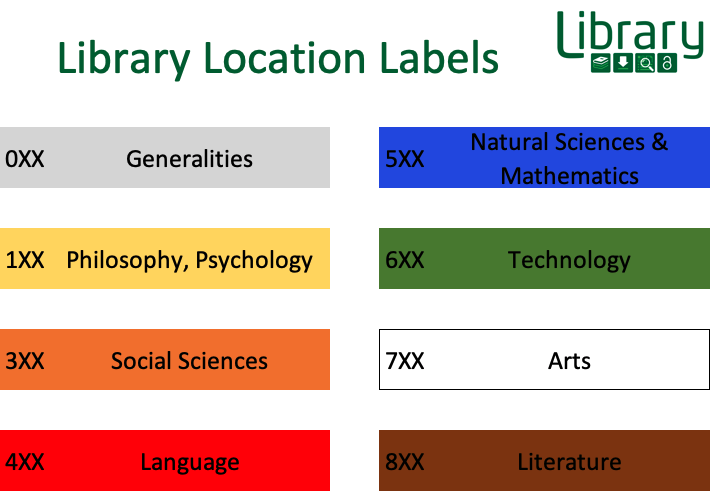 Library Location Labels
Library
0XX Generalities
1XX Philosophy, Psychology
3XX Social Sciences
4XX Language
5XX Natural Sciences &
Mathematics
6XX Technology
7XX Arts
8XX Literature